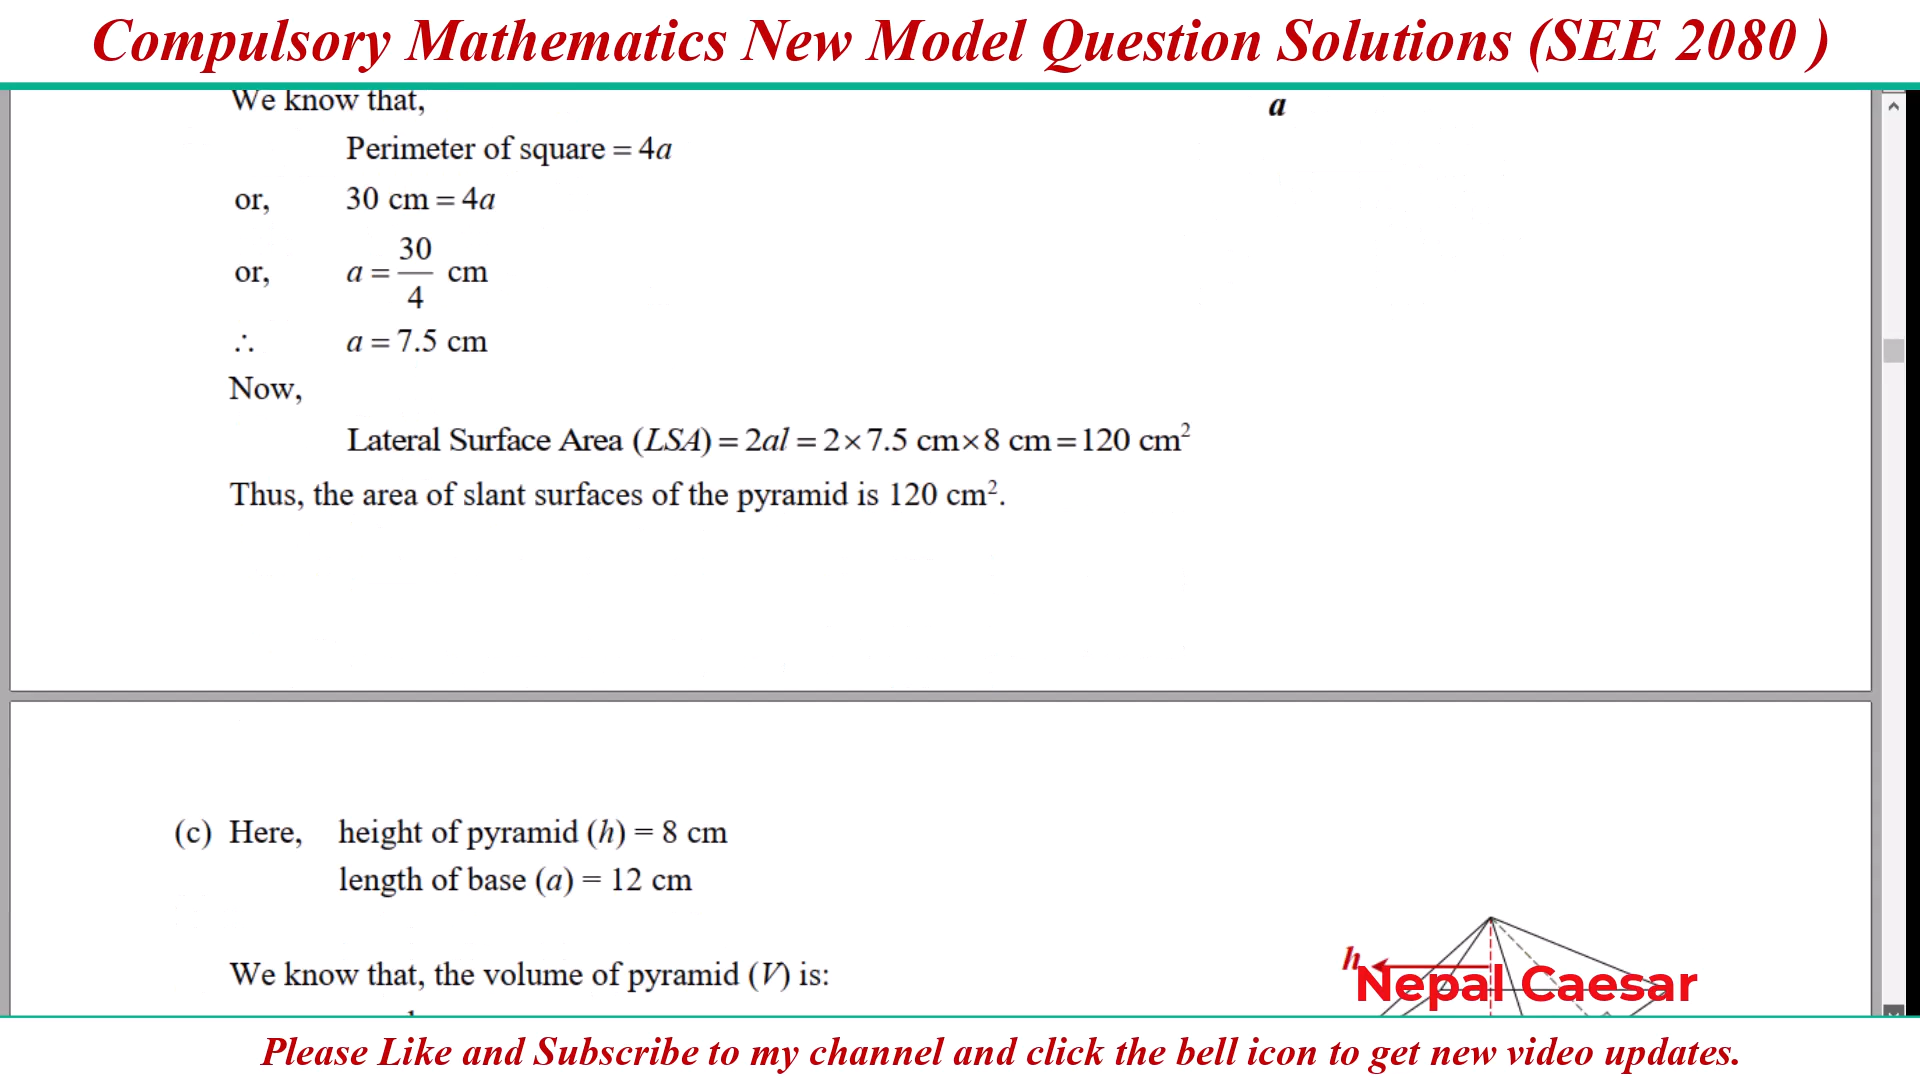 Compulsory Mathematics New Model Question Solutions (SEE 2080 )
We know that,
a
Perimeter of square = 4a
or, 30 cm = 4a
or, a = 30/4 cm
∴ a = 7.5 cm
Now,
Lateral Surface Area (LSA) = 2al = 2×7.5 cm×8 cm=120 cm²
Thus, the area of slant surfaces of the pyramid is 120 cm².
(c) Here, height of pyramid (h) = 8 cm
length of base (a) = 12 cm
We know that, the volume of pyramid (V) is:
h
Nepal Caesar
Please Like and Subscribe to my channel and click the bell icon to get new video updates.